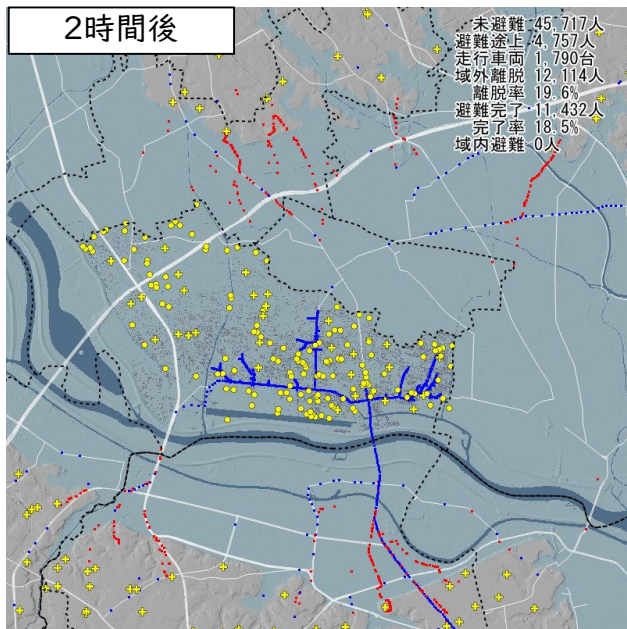 2時間後
未避難:45,717人
避難途上:4,757人
走行車両:1,790台
域外離脱:12,114人
離脱率:19.6%
避難完了:11,432人
完了率:18.5%
域内避難:0人